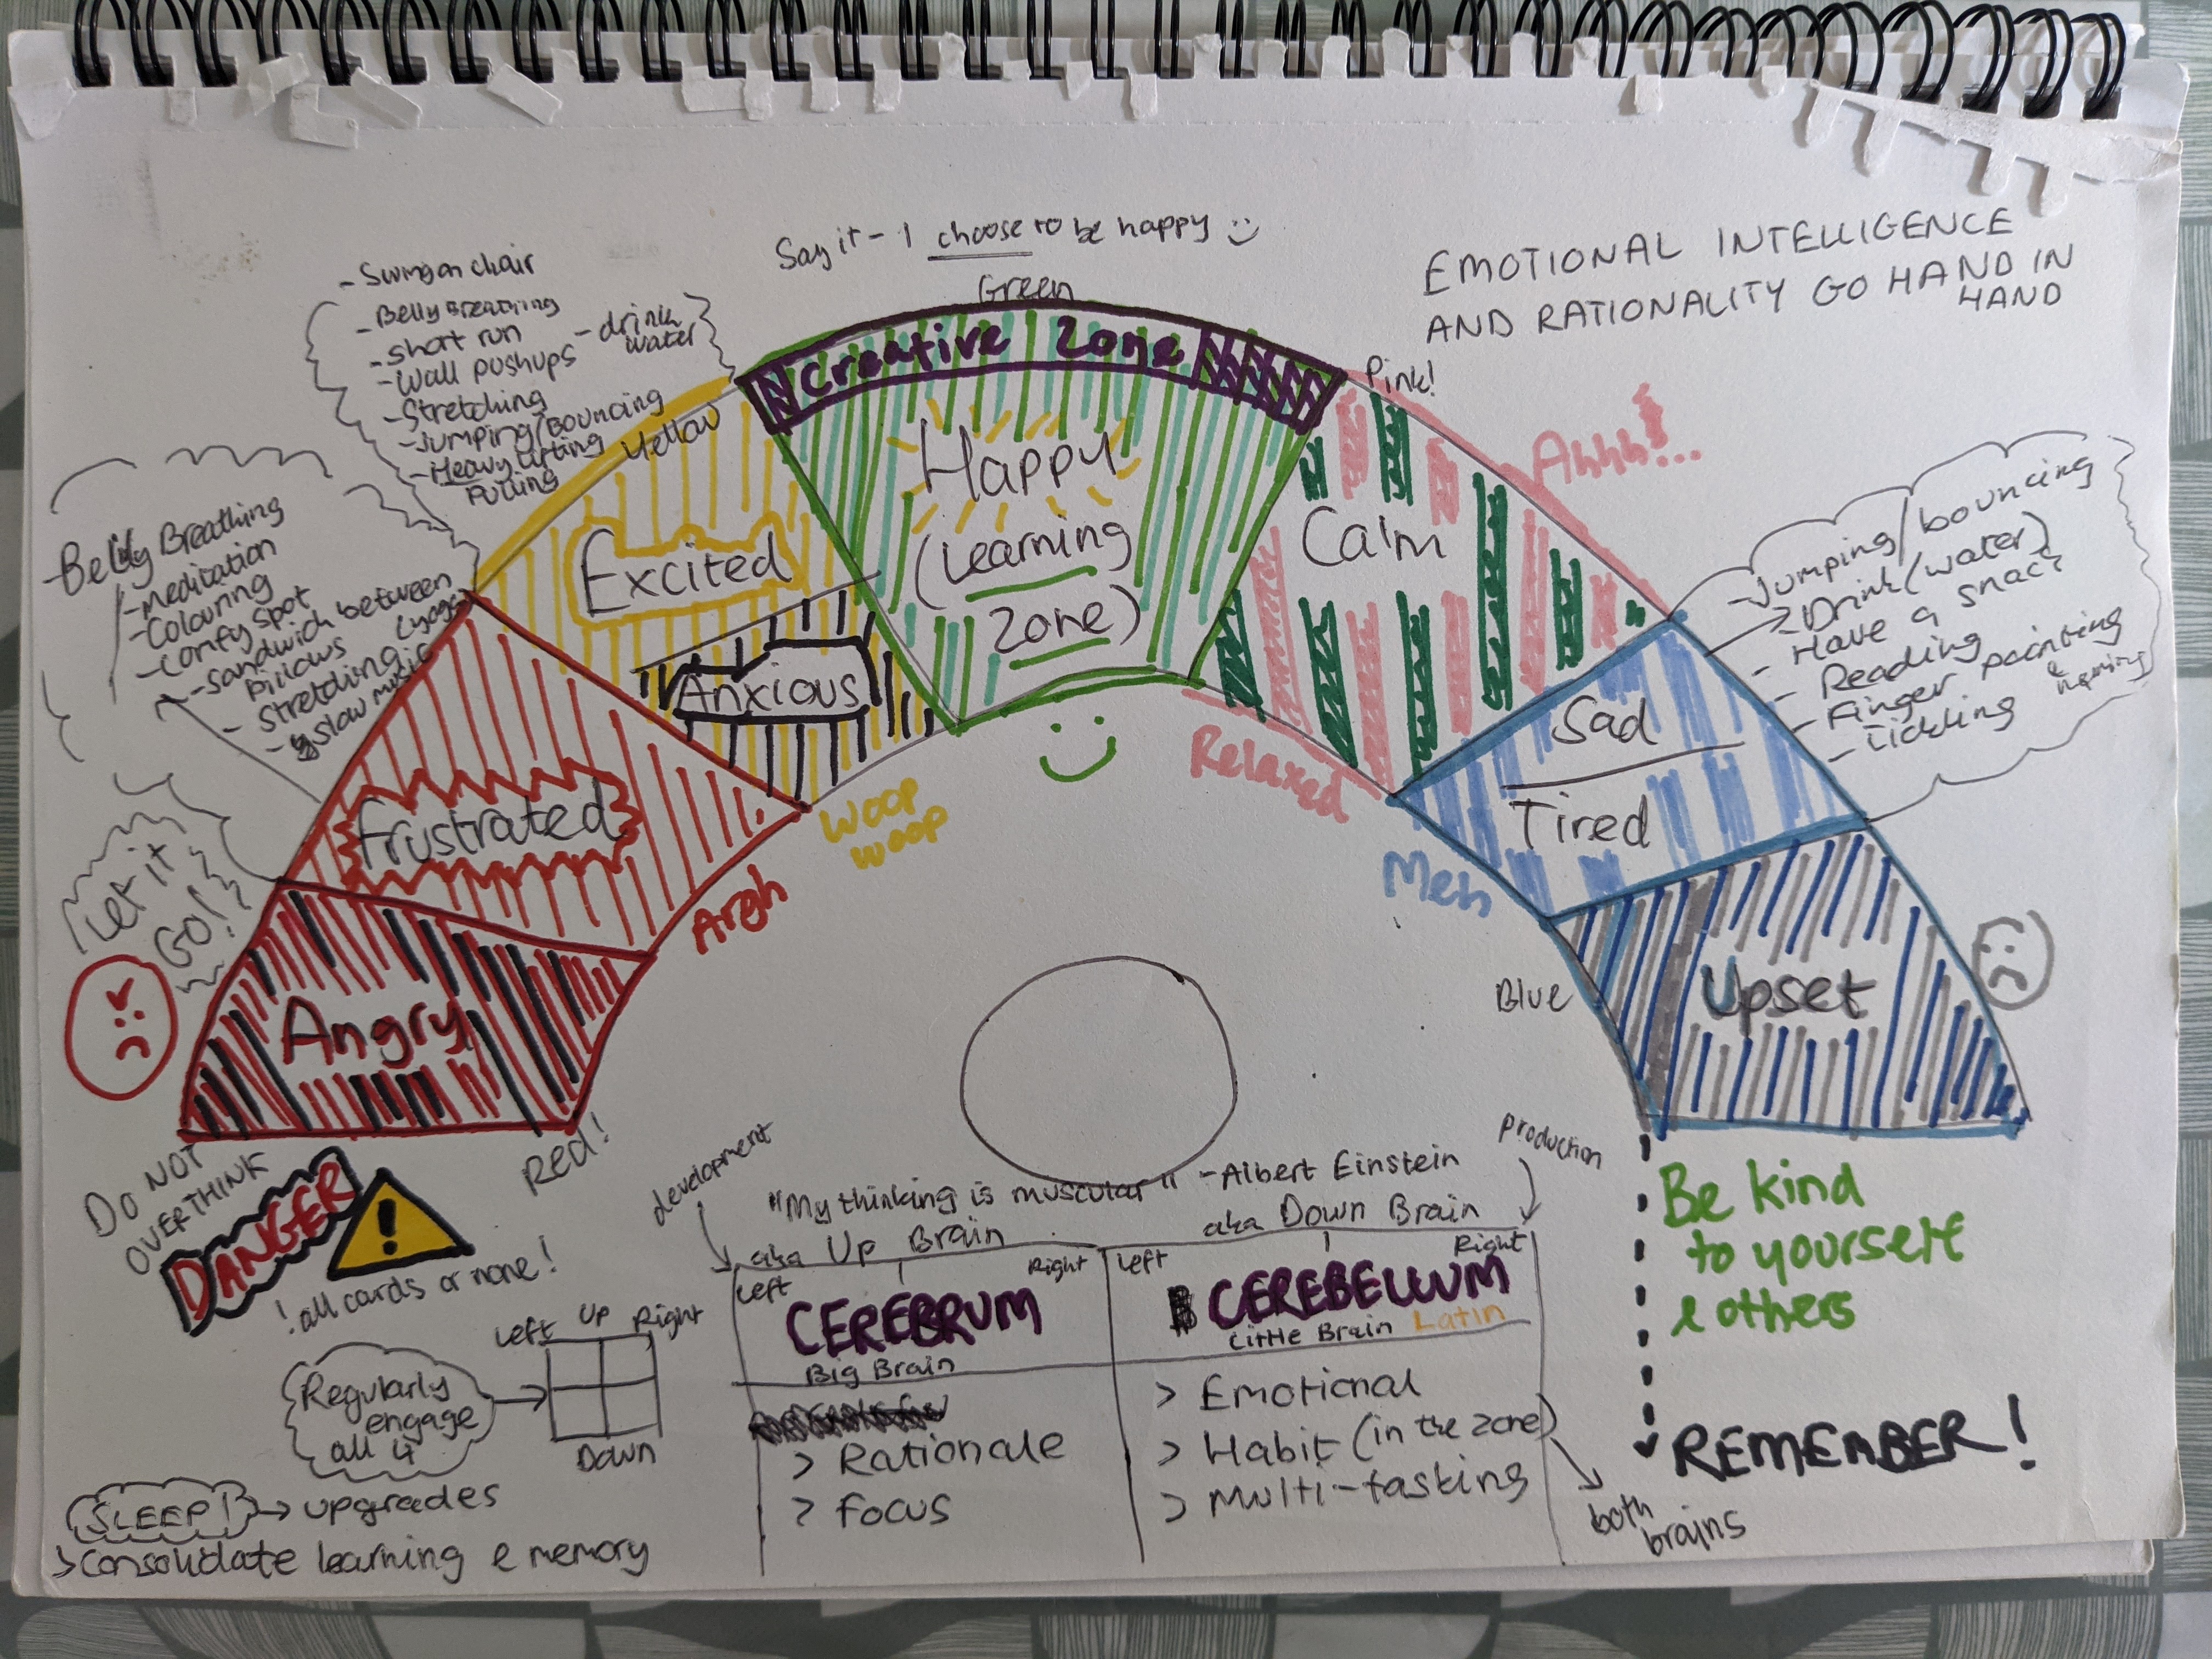 Say it - I choose to be happy
Green
EMOTIONAL INTELLIGENCE
AND RATIONALITY GO HAND IN
HAND
- Swing on chair
- Belly Breathing
- short run
- drink
water
- Wall pushups
- Stretching
- Jumping/Bouncing
- Heavy Lifting
Pulling
Yellow
Creative Zone
Pink!
Ahhh!...
- Belly Breathing
- Meditation
- Colouring
- Comfy Spot
- Sandwich between
pillows
- Stretching (yoga)
- slow music
Excited
Anxious
Happy
(Learning
Zone)
Calm
- Jumping/bouncing
- Drink (water)
- Have a snack
- Reading
- Finger painting
- Tickling
Sad
Tired
Relaxed
Woop
Woop
Meh
Frustrated
Argh
Let it
Go!
Angry
Blue
Upset
Red!
Do NOT
OVERTHINK
DANGER
!
! all cards or none!
development
production
"My thinking is muscular" - Albert Einstein
aka Up Brain
aka Down Brain
Left
Right
Left
Right
CEREBRUM
Big Brain
CEREBELLUM
Little Brain Latin
> Rationale
> Focus
> Emotional
> Habit (in the zone)
> Multi-tasking
both
brains
Be kind
to yourself
& others
REMEMBER!
Left
Up
Right
Down
Regularly
engage
all 4
SLEEP! → upgrades
> Consolidate learning & memory